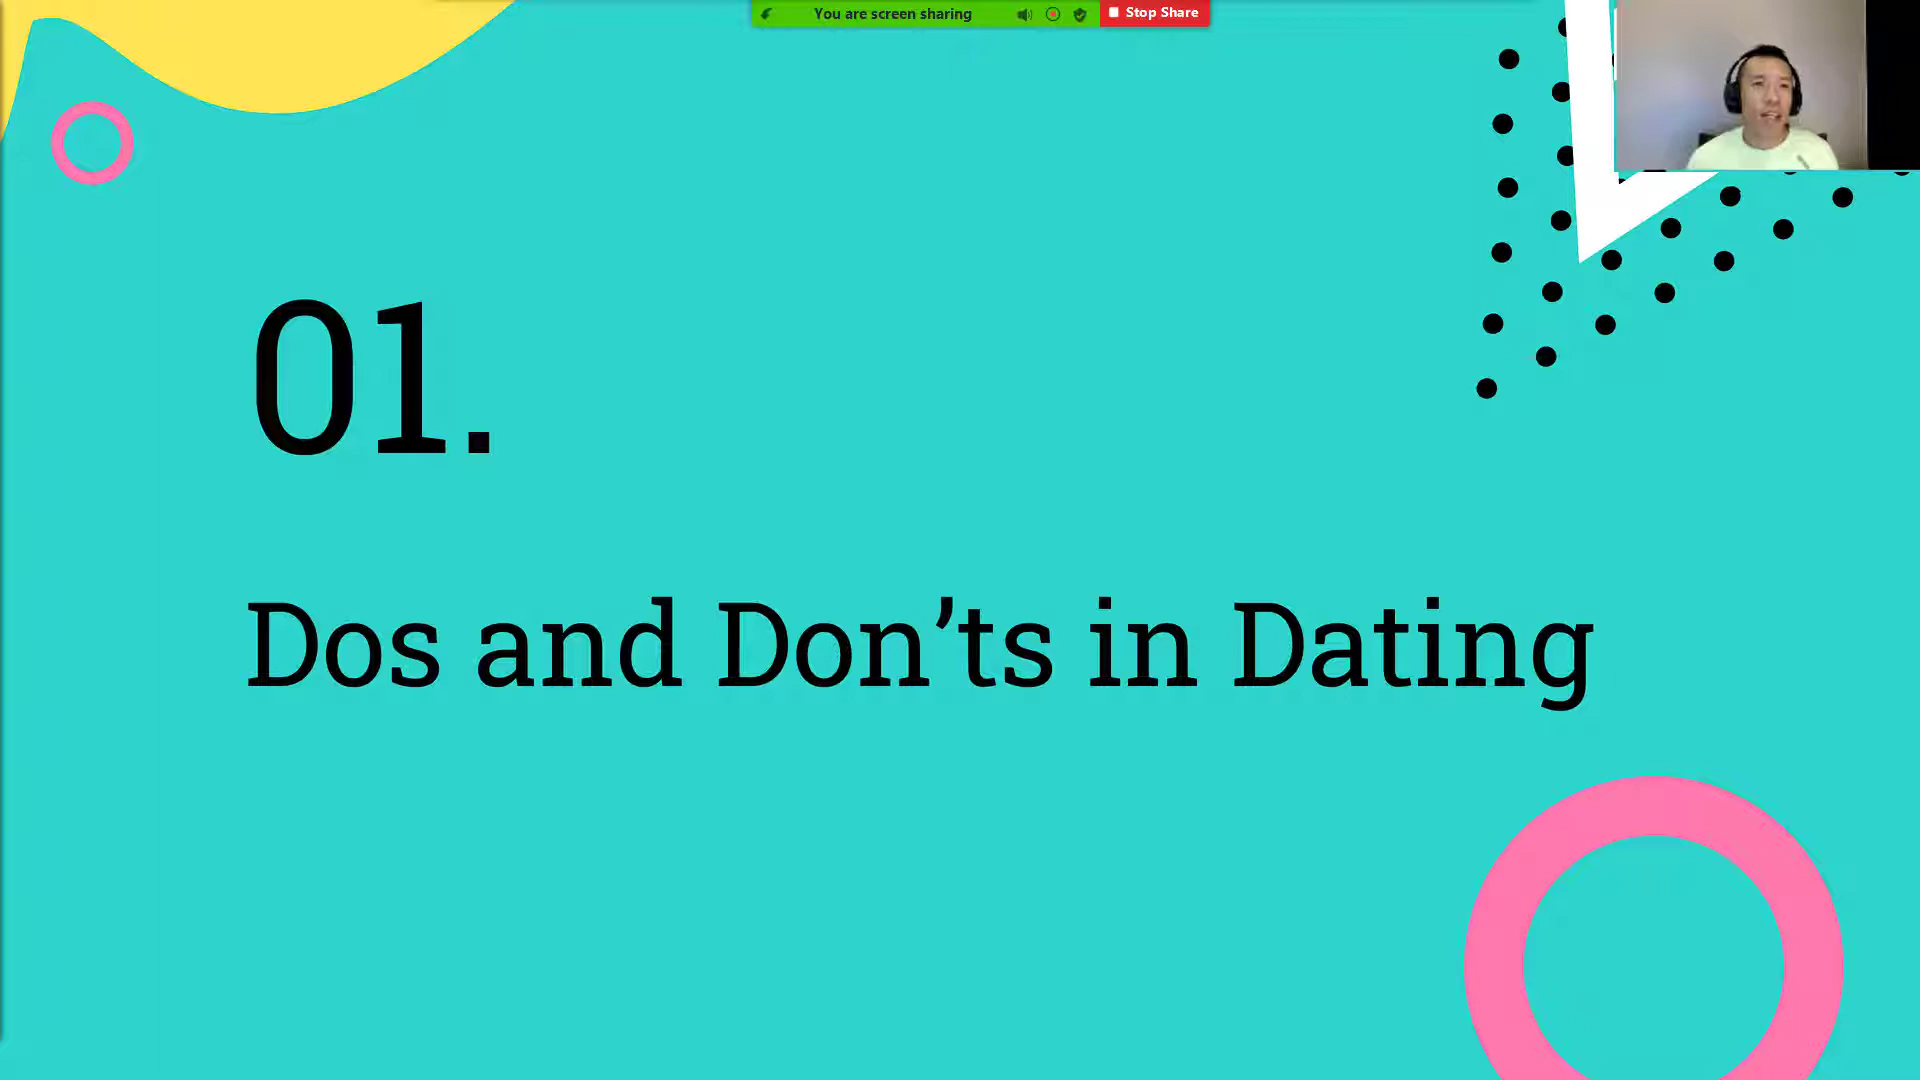 You are screen sharing
Stop Share
01.
Dos and Don’ts in Dating